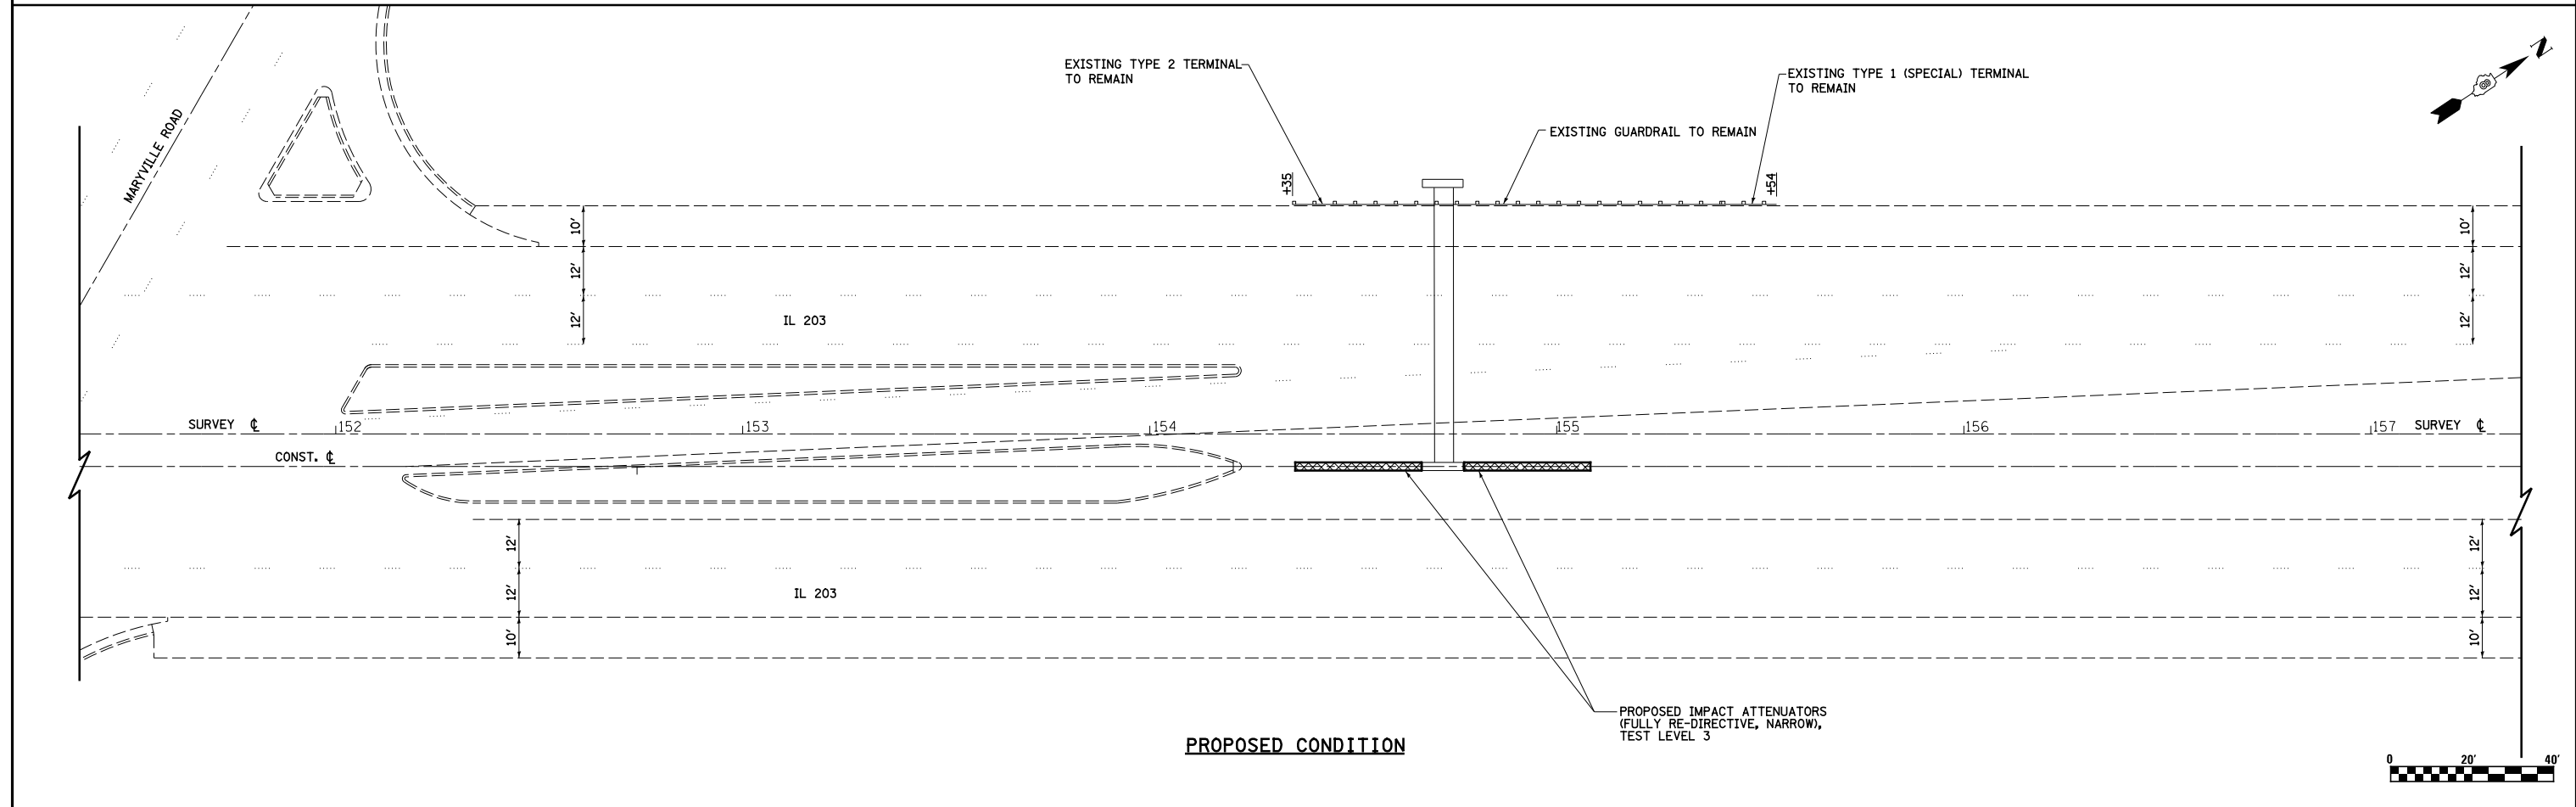 N
EXISTING TYPE 2 TERMINAL
TO REMAIN
EXISTING TYPE 1 (SPECIAL) TERMINAL
TO REMAIN
EXISTING GUARDRAIL TO REMAIN
MARYVILLE ROAD
+35
+54
10'
10'
12'
12'
12'
12'
IL 203
SURVEY ℄
152
153
154
155
156
157
SURVEY ℄
CONST. ℄
12'
12'
12'
12'
IL 203
10'
10'
PROPOSED IMPACT ATTENUATORS
(FULLY RE-DIRECTIVE, NARROW),
TEST LEVEL 3
PROPOSED CONDITION
0 20' 40'